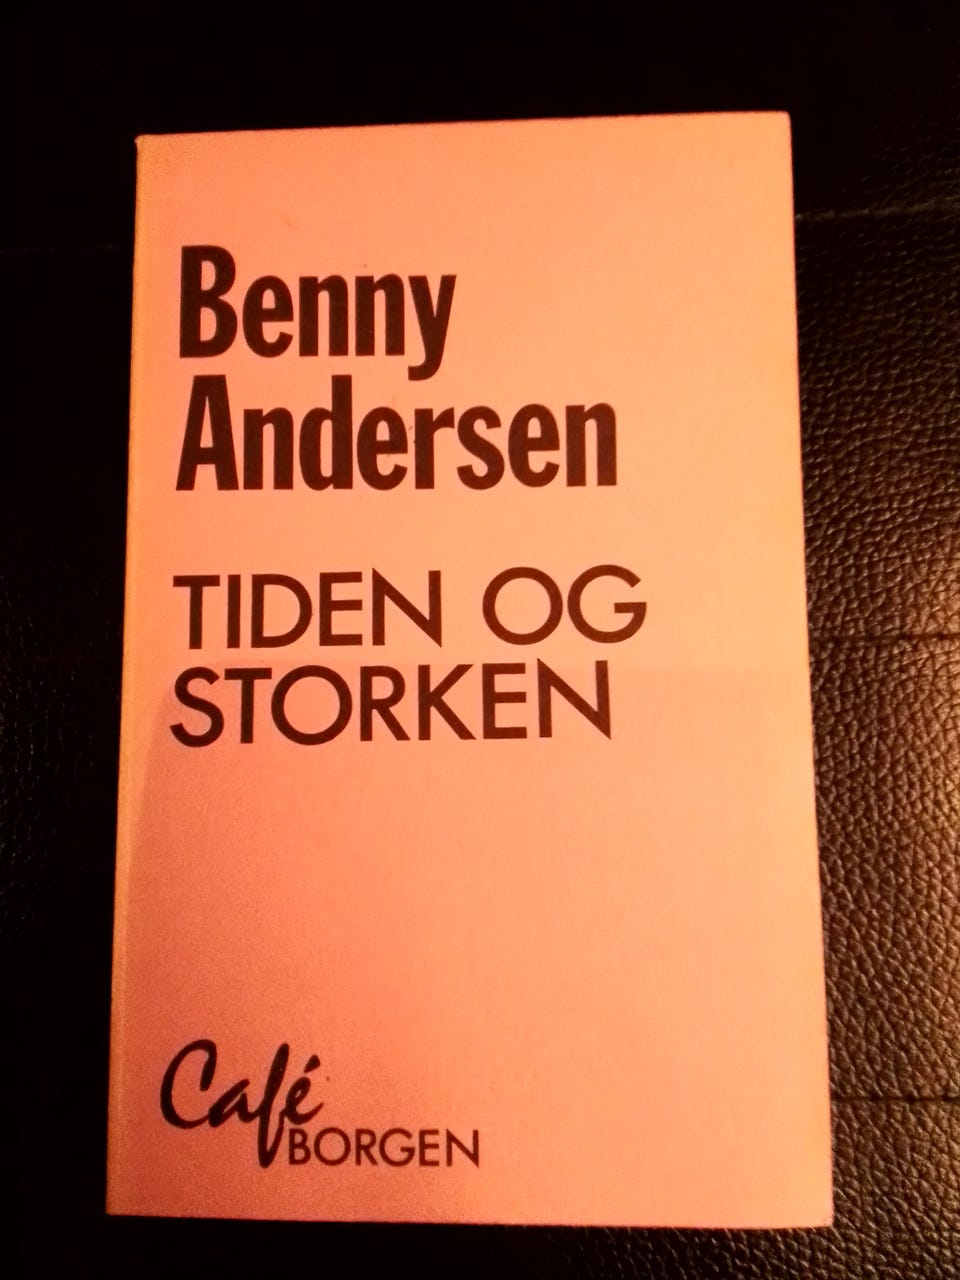 Benny
Andersen
TIDEN OG
STORKEN
Café
BORGEN